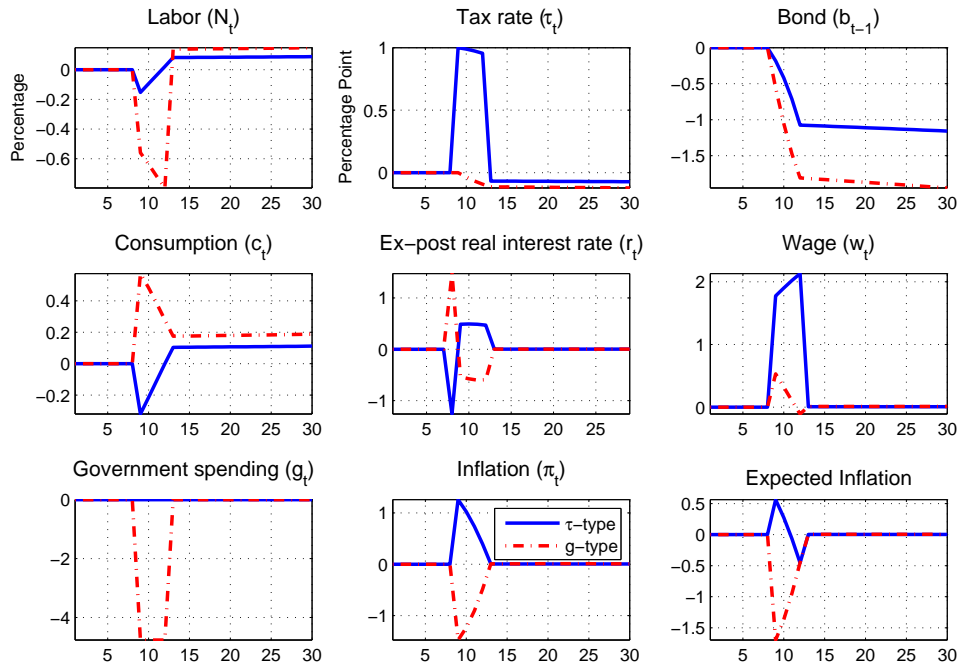 Labor (N_t) Tax rate (τ_t) Bond (b_{t−1})
Percentage
0
−0.2
−0.4
−0.6
5 10 15 20 25 30
Percentage Point
1
0.5
0
5 10 15 20 25 30
0
−0.5
−1
−1.5
5 10 15 20 25 30
Consumption (c_t) Ex−post real interest rate (r_t) Wage (w_t)
0.4
0.2
0
−0.2
5 10 15 20 25 30
1
0
−1
5 10 15 20 25
2
1
0
5 10 15 20 25 30
Government spending (g_t) Inflation (π_t) Expected Inflation
0
−2
−4
5 10 15 20 25 30
1
0
−1
τ−type
g−type
5 10 15 20 25 30
0.5
0
−0.5
−1
−1.5
5 10 15 20 25 30